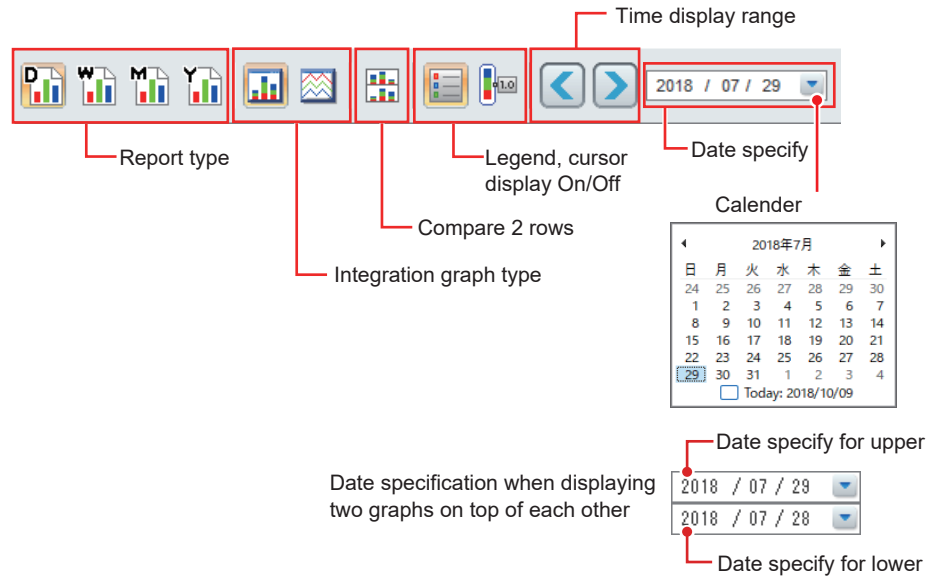 Time display range
D W M Y 1.0 2018 / 07 / 29
Report type
Legend, cursor
display On/Off
Date specify
Calender
Compare 2 rows
Integration graph type
2018年7月
日 月 火 水 木 金 土
24 25 26 27 28 29 30
1 2 3 4 5 6 7
8 9 10 11 12 13 14
15 16 17 18 19 20 21
22 23 24 25 26 27 28
29 30 31 1 2 3 4
Today: 2018/10/09
Date specify for upper
Date specification when displaying
two graphs on top of each other
2018 / 07 / 29
2018 / 07 / 28
Date specify for lower